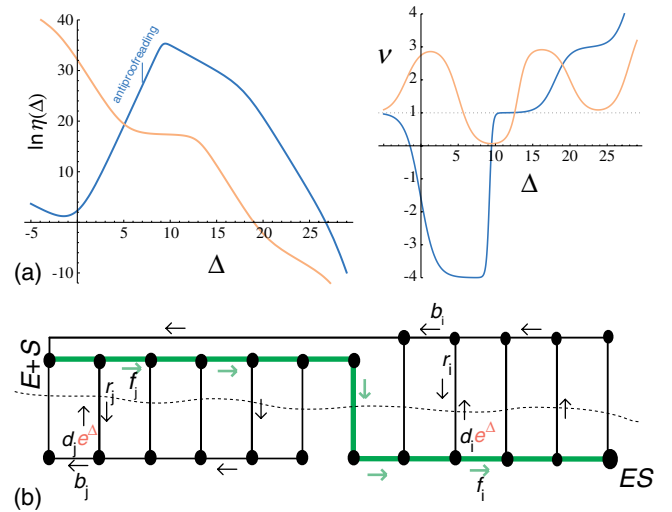 40
30
20
10
-10
-5
5
10
15
20
25
ln η(Δ)
Δ
antiproofreading
(a)
ν
4
3
2
1
-1
-2
-3
-4
5
10
15
20
25
Δ
E+S
f_j
r_j
d_j e^Δ
b_j
b_i
r_i
d_i e^Δ
f_i
ES
(b)